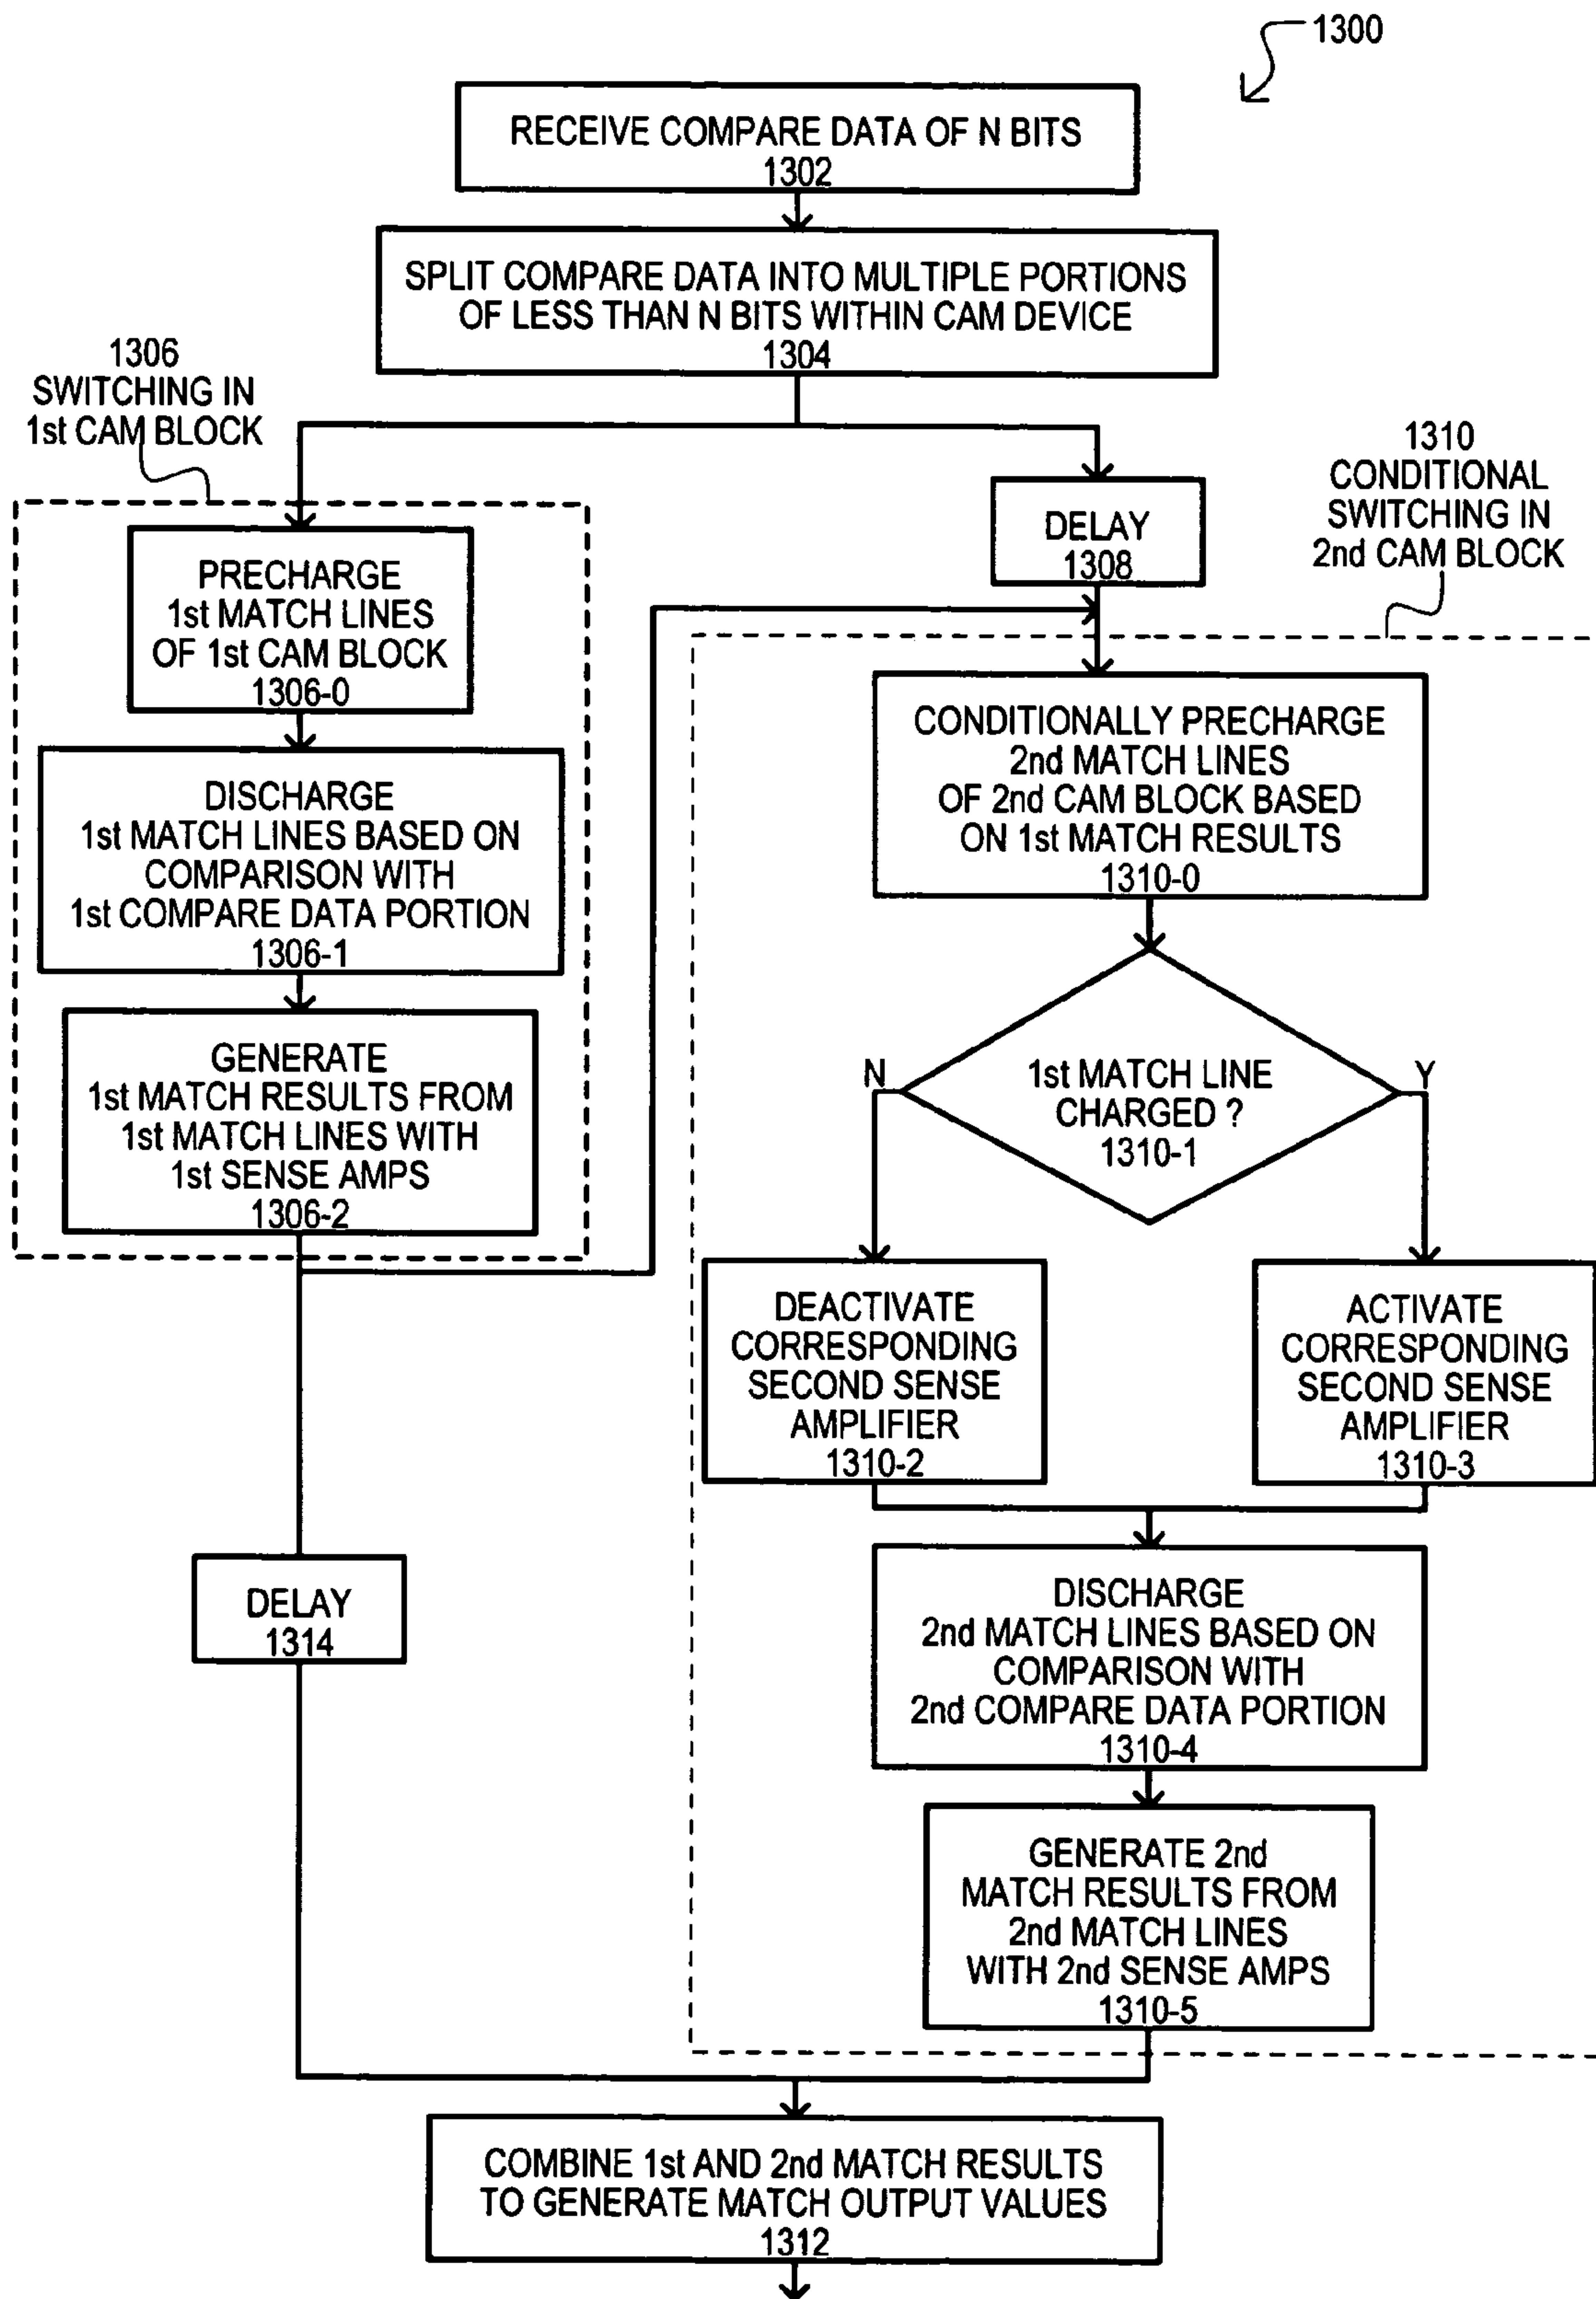 1300
RECEIVE COMPARE DATA OF N BITS
1302
SPLIT COMPARE DATA INTO MULTIPLE PORTIONS
OF LESS THAN N BITS WITHIN CAM DEVICE
1304
1306
SWITCHING IN
1st CAM BLOCK
PRECHARGE
1st MATCH LINES
OF 1st CAM BLOCK
1306-0
DISCHARGE
1st MATCH LINES BASED ON
COMPARISON WITH
1st COMPARE DATA PORTION
1306-1
GENERATE
1st MATCH RESULTS FROM
1st MATCH LINES WITH
1st SENSE AMPS
1306-2
DELAY
1308
1310
CONDITIONAL
SWITCHING IN
2nd CAM BLOCK
CONDITIONALLY PRECHARGE
2nd MATCH LINES
OF 2nd CAM BLOCK BASED
ON 1st MATCH RESULTS
1310-0
N
1st MATCH LINE
CHARGED ?
1310-1
Y
DEACTIVATE
CORRESPONDING
SECOND SENSE
AMPLIFIER
1310-2
ACTIVATE
CORRESPONDING
SECOND SENSE
AMPLIFIER
1310-3
DELAY
1314
DISCHARGE
2nd MATCH LINES BASED ON
COMPARISON WITH
2nd COMPARE DATA PORTION
1310-4
GENERATE 2nd
MATCH RESULTS FROM
2nd MATCH LINES
WITH 2nd SENSE AMPS
1310-5
COMBINE 1st AND 2nd MATCH RESULTS
TO GENERATE MATCH OUTPUT VALUES
1312